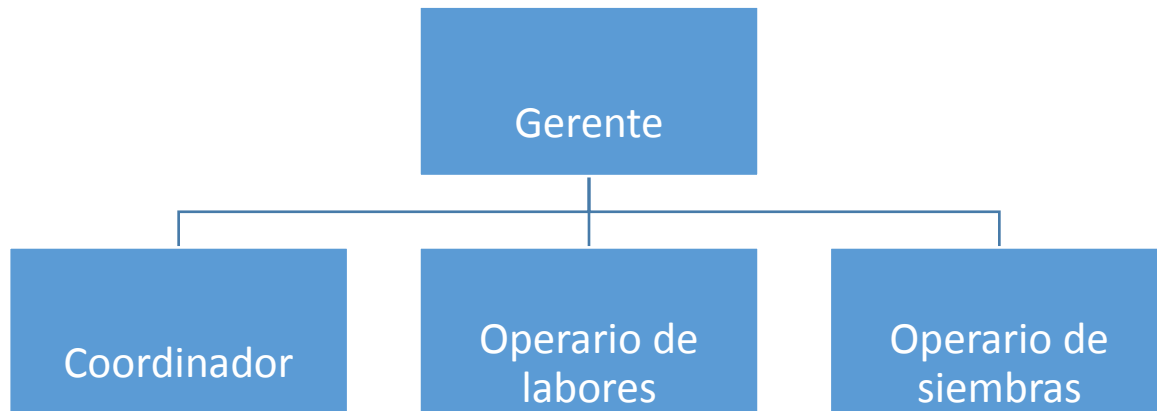 Gerente
Coordinador
Operario de
labores
Operario de
siembras